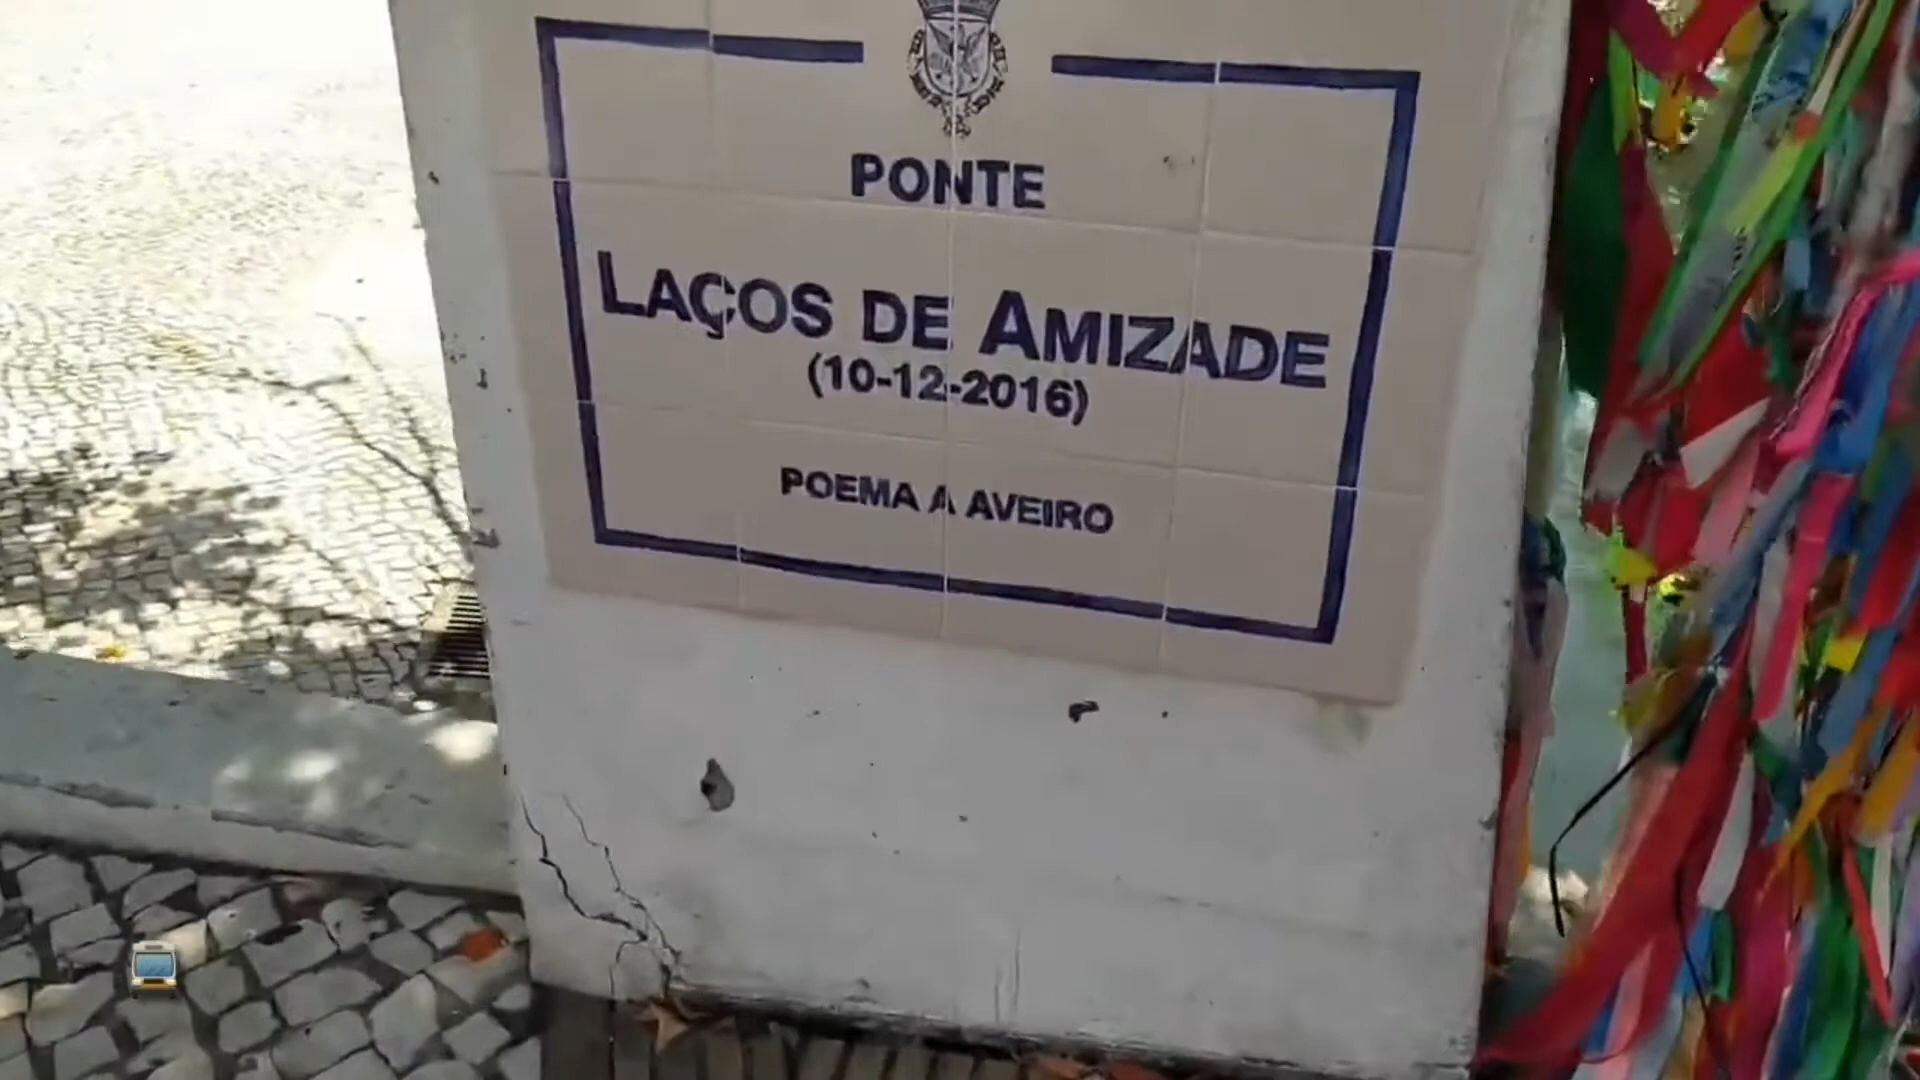 PONTE
LAÇOS DE AMIZADE
(10-12-2016)
POEMA A AVEIRO